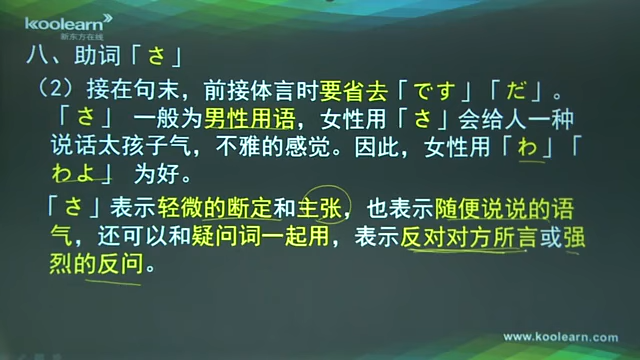 koolearn
新东方在线
八、助词「さ」
（2）接在句末，前接体言时要省去「です」「だ」。
「さ」 一般为男性用语，女性用「さ」会给人一种
说话太孩子气，不雅的感觉。因此，女性用「わ」「
わよ」 为好。
「さ」表示轻微的断定和主张，也表示随便说说的语
气，还可以和疑问词一起用，表示反对对方所言或强
烈的反问。
www.koolearn.com